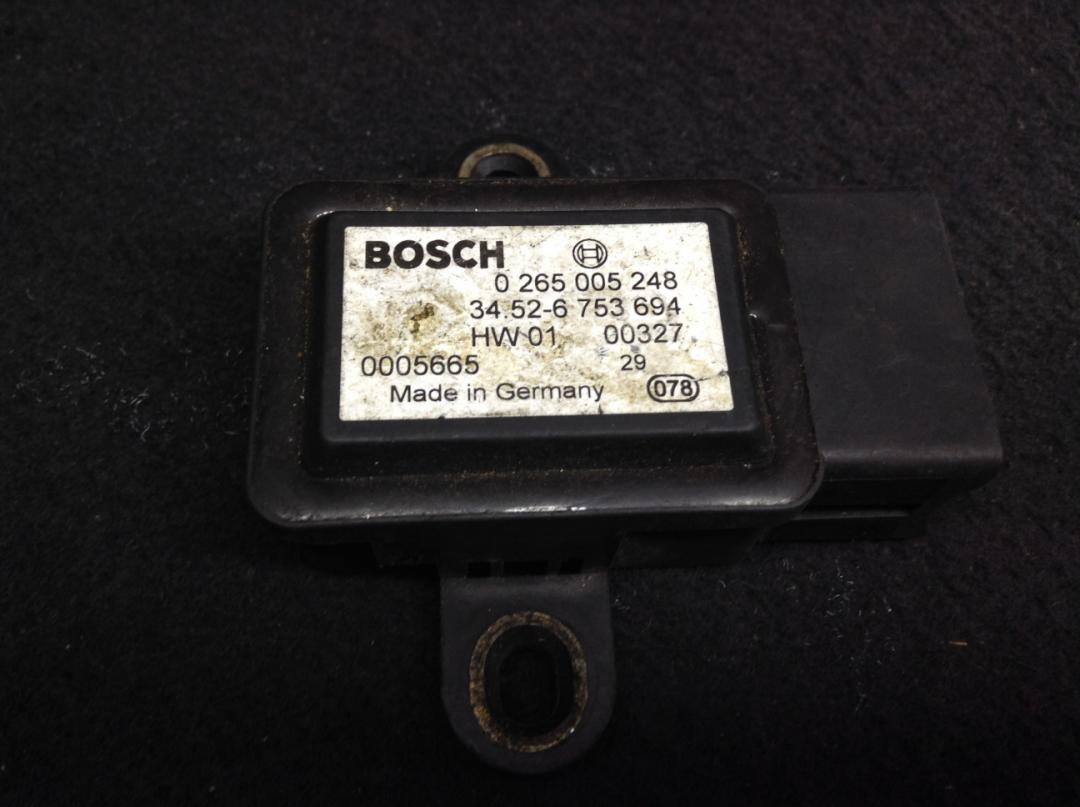 BOSCH
0 265 005 248
34.52-6 753 694
HW 01 00327
0005665 29
Made in Germany 078